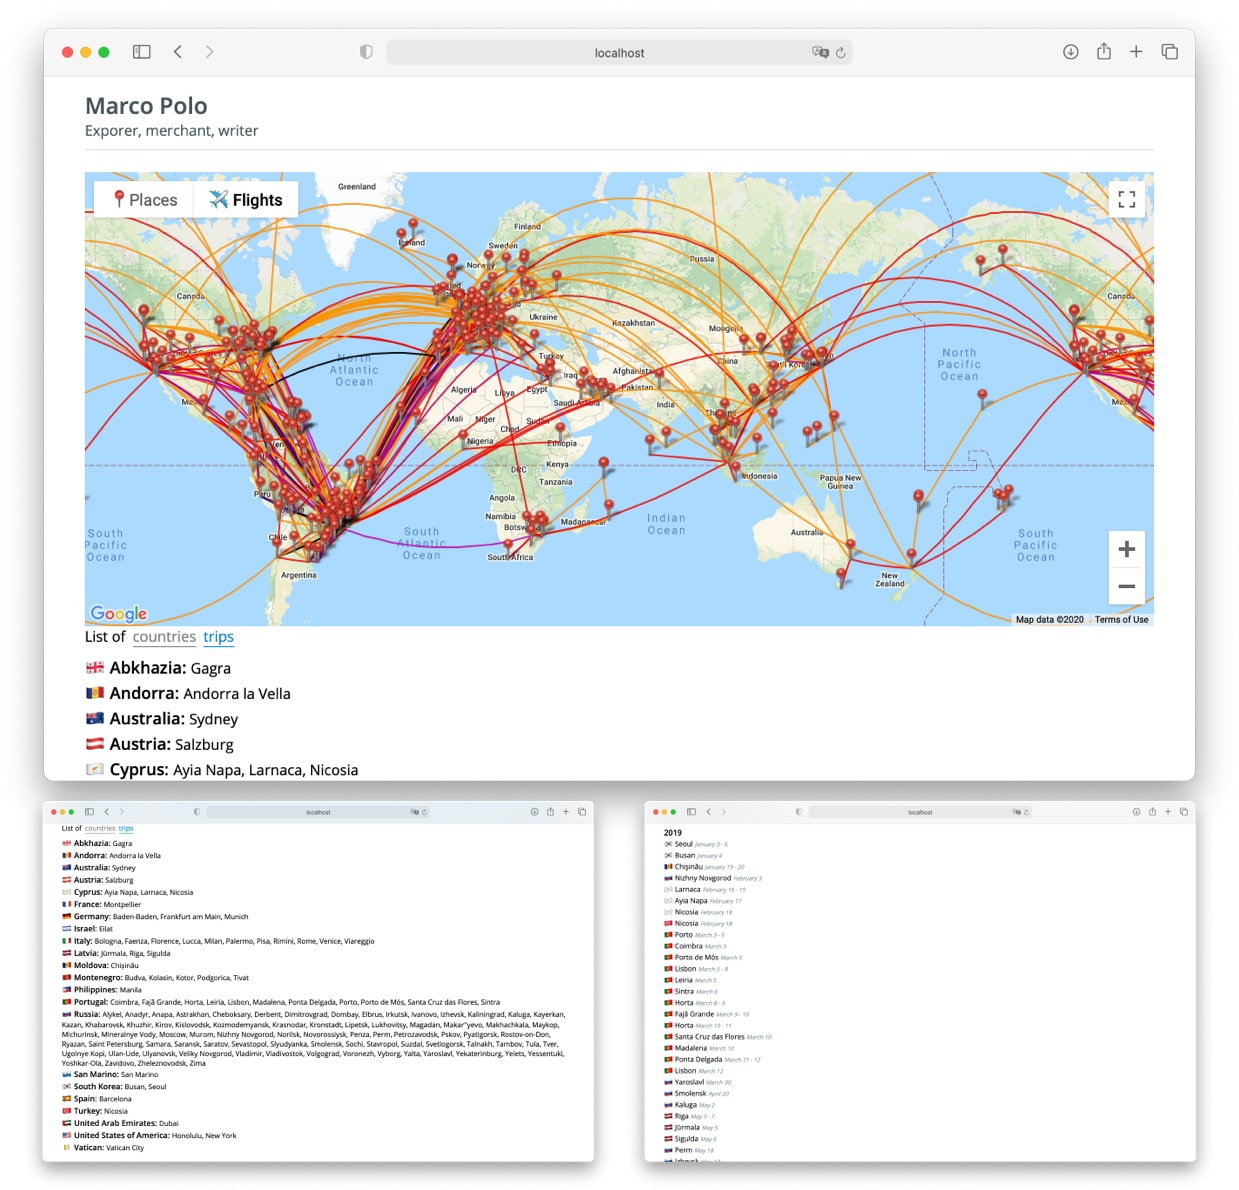 localhost
Marco Polo
Exporer, merchant, writer
Places
Flights
Greenland
Iceland
Finland
Sweden
Norway
Russia
Canada
Canada
Ukraine
Kazakhstan
Mongolia
North
Atlantic
Ocean
North
Pacific
Ocean
Turkey
China
South Korea
Iraq
Afghanistan
Pakistan
Algeria
Libya
Egypt
Saudi Arabia
India
Mali
Niger
Chad
Sudan
Nigeria
Ethiopia
DRC
Kenya
Tanzania
Indonesia
Papua New
Guinea
Peru
Angola
Namibia
Botswana
Madagascar
Indian
Ocean
South
Pacific
Ocean
Chile
South
Atlantic
Ocean
South Africa
Australia
South
Pacific
Ocean
Argentina
New
Zealand
Google
Map data ©2020
Terms of Use
List of countries trips
Abkhazia: Gagra
Andorra: Andorra la Vella
Australia: Sydney
Austria: Salzburg
Cyprus: Ayia Napa, Larnaca, Nicosia
localhost
List of countries trips
Abkhazia: Gagra
Andorra: Andorra la Vella
Australia: Sydney
Austria: Salzburg
Cyprus: Ayia Napa, Larnaca, Nicosia
France: Montpellier
Germany: Baden-Baden, Frankfurt am Main, Munich
Israel: Eilat
Italy: Bologna, Faenza, Florence, Lucca, Milan, Palermo, Pisa, Rimini, Rome, Venice, Viareggio
Latvia: Jūrmala, Riga, Sigulda
Moldova: Chișinău
Montenegro: Budva, Kolasin, Kotor, Podgorica, Tivat
Philippines: Manila
Portugal: Coimbra, Fajã Grande, Horta, Leiria, Lisbon, Madalena, Ponta Delgada, Porto, Porto de Mós, Santa Cruz das Flores, Sintra
Russia: Alykel, Anadyr, Anapa, Astrakhan, Cheboksary, Derbent, Dimitrovgrad, Dombay, Elbrus, Irkutsk, Ivanovo, Izhevsk, Kaliningrad, Kaluga, Kayerkan,
Kazan, Khabarovsk, Khuzhir, Kirov, Kislovodsk, Kozmodemyansk, Krasnodar, Kronstadt, Lipetsk, Lukhovitsy, Magadan, Makar"yevo, Makhachkala, Maykop,
Michurinsk, Mineralnye Vody, Moscow, Murom, Nizhny Novgorod, Norilsk, Novorossiysk, Penza, Perm, Petrozavodsk, Pskov, Pyatigorsk, Rostov-on-Don,
Ryazan, Saint Petersburg, Samara, Saransk, Saratov, Sevastopol, Slyudyanka, Smolensk, Sochi, Stavropol, Suzdal, Svetlogorsk, Talnakh, Tambov, Tula, Tver,
Ugolnye Kopi, Ulan-Ude, Ulyanovsk, Veliky Novgorod, Vladimir, Vladivostok, Volgograd, Voronezh, Vyborg, Yalta, Yaroslavl, Yekaterinburg, Yelets, Yessentuki,
Yoshkar-Ola, Zavidovo, Zheleznovodsk, Zima
San Marino: San Marino
South Korea: Busan, Seoul
Spain: Barcelona
Turkey: Nicosia
United Arab Emirates: Dubai
United States of America: Honolulu, New York
Vatican: Vatican City
localhost
2019
Seoul January 3 - 6
Busan January 4
Chișinău January 19 - 20
Nizhny Novgorod February 3
Larnaca February 16 - 19
Ayia Napa February 17
Nicosia February 18
Nicosia February 18
Porto March 3 - 5
Coimbra March 5
Porto de Mós March 5
Lisbon March 5 - 8
Leiria March 5
Sintra March 6
Horta March 8 - 9
Fajã Grande March 9 - 10
Horta March 10 - 11
Santa Cruz das Flores March 10
Madalena March 10
Ponta Delgada March 11 - 12
Lisbon March 12
Yaroslavl March 30
Smolensk April 20
Kaluga May 2
Riga May 5 - 7
Jūrmala May 5
Sigulda May 6
Perm May 18